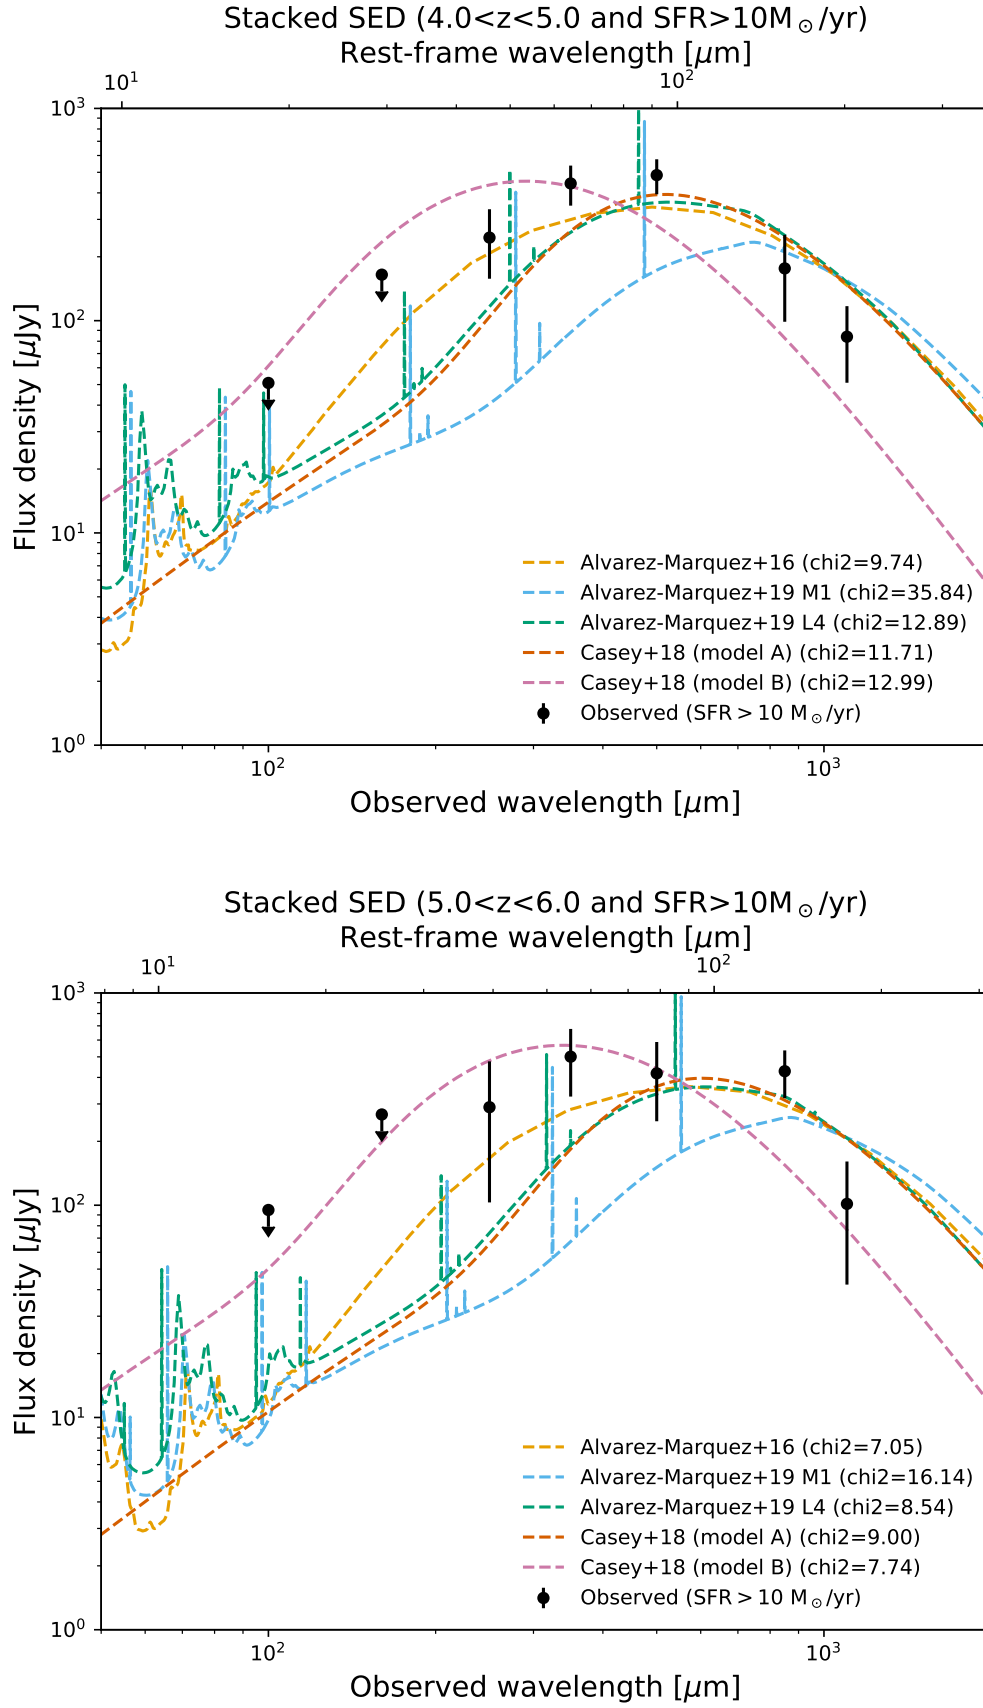 Stacked SED (4.0<z<5.0 and SFR>10M⊙/yr)
Rest-frame wavelength [μm]
10¹ 10²
10³
10²
10¹
10⁰
Flux density [μJy]
Alvarez-Marquez+16 (chi2=9.74)
Alvarez-Marquez+19 M1 (chi2=35.84)
Alvarez-Marquez+19 L4 (chi2=12.89)
Casey+18 (model A) (chi2=11.71)
Casey+18 (model B) (chi2=12.99)
Observed (SFR > 10 M⊙/yr)
10² 10³
Observed wavelength [μm]
Stacked SED (5.0<z<6.0 and SFR>10M⊙/yr)
Rest-frame wavelength [μm]
10¹ 10²
10³
10²
10¹
10⁰
Flux density [μJy]
Alvarez-Marquez+16 (chi2=7.05)
Alvarez-Marquez+19 M1 (chi2=16.14)
Alvarez-Marquez+19 L4 (chi2=8.54)
Casey+18 (model A) (chi2=9.00)
Casey+18 (model B) (chi2=7.74)
Observed (SFR > 10 M⊙/yr)
10² 10³
Observed wavelength [μm]